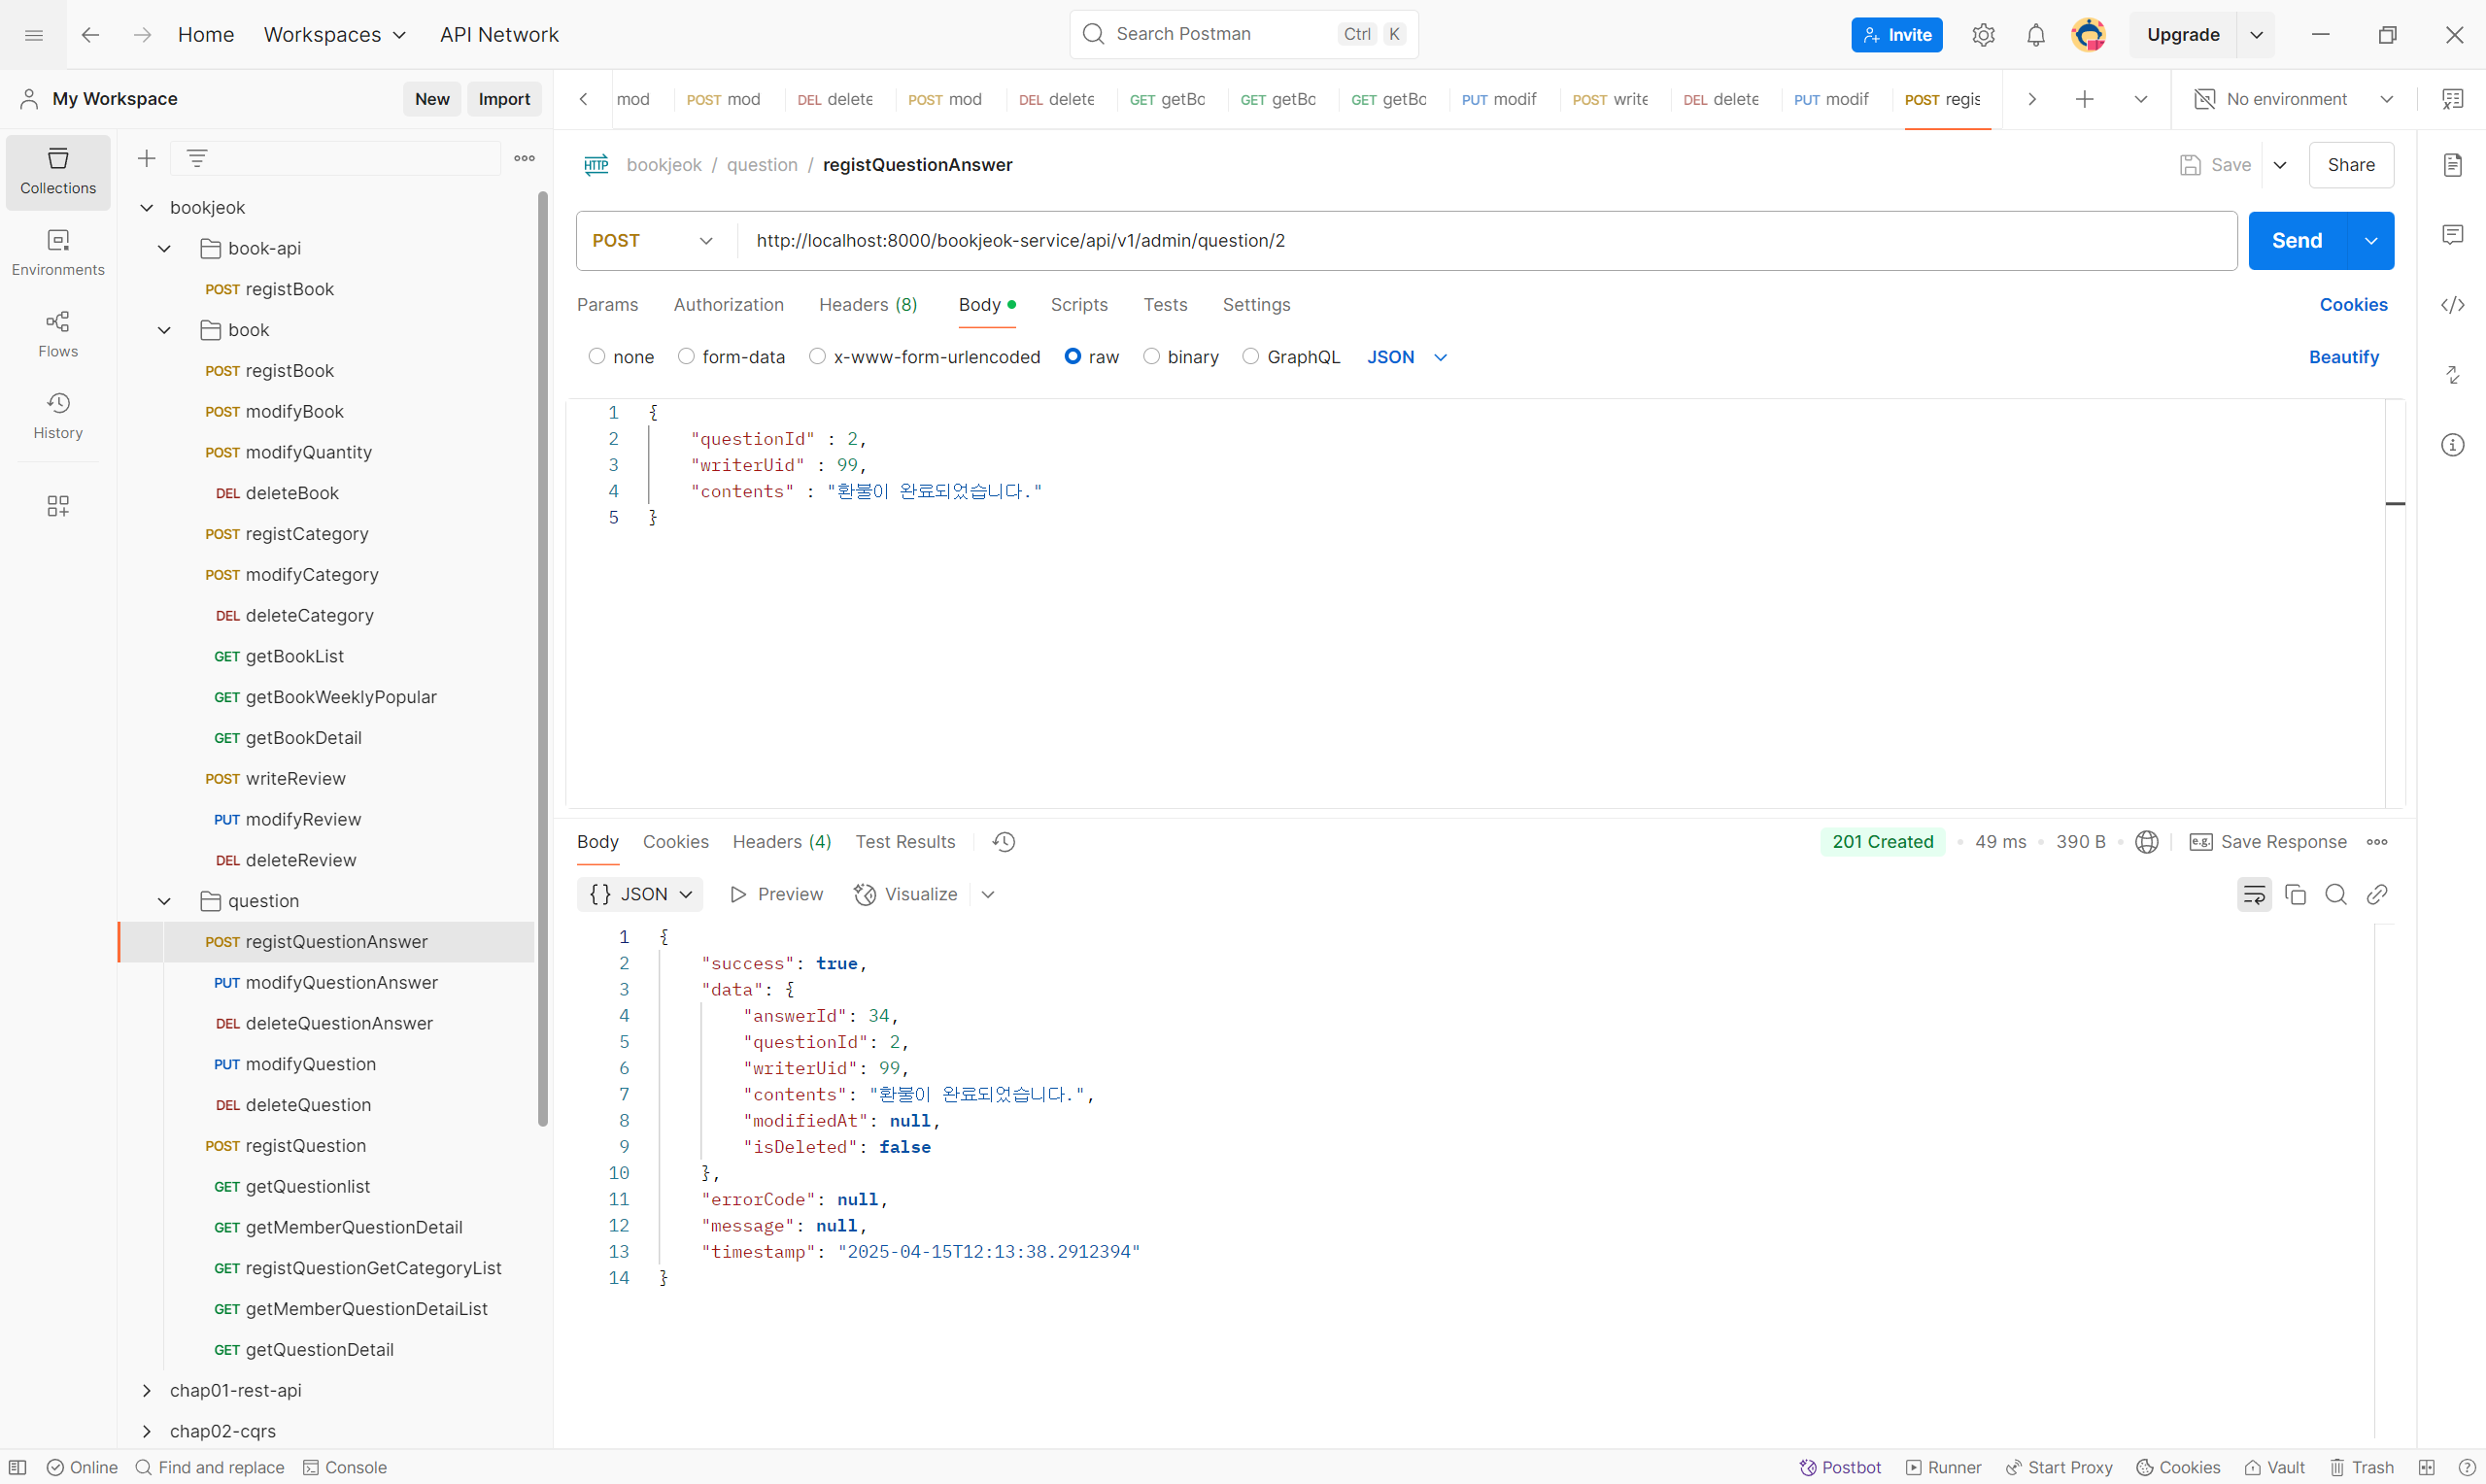 Home Workspaces API Network Search Postman Ctrl K Invite Upgrade
My Workspace New Import
mod POST mod DEL delete POST mod DEL delete GET getBo GET getBo GET getBo PUT modif POST write DEL delete PUT modif POST regis No environment
Collections
Environments
Flows
History
bookjeok
book-api
POST registBook
book
POST registBook
POST modifyBook
POST modifyQuantity
DEL deleteBook
POST registCategory
POST modifyCategory
DEL deleteCategory
GET getBookList
GET getBookWeeklyPopular
GET getBookDetail
POST writeReview
PUT modifyReview
DEL deleteReview
question
POST registQuestionAnswer
PUT modifyQuestionAnswer
DEL deleteQuestionAnswer
PUT modifyQuestion
DEL deleteQuestion
POST registQuestion
GET getQuestionlist
GET getMemberQuestionDetail
GET registQuestionGetCategoryList
GET getMemberQuestionDetaiList
GET getQuestionDetail
chap01-rest-api
chap02-cqrs
HTTP bookjeok / question / registQuestionAnswer Save Share
POST http://localhost:8000/bookjeok-service/api/v1/admin/question/2 Send
Params Authorization Headers (8) Body Scripts Tests Settings Cookies
none form-data x-www-form-urlencoded raw binary GraphQL JSON Beautify
1 {
2 "questionId" : 2,
3 "writerUid" : 99,
4 "contents" : "환불이 완료되었습니다."
5 }
Body Cookies Headers (4) Test Results 201 Created • 49 ms • 390 B • e.g. Save Response
{} JSON Preview Visualize
1 {
2 "success": true,
3 "data": {
4 "answerId": 34,
5 "questionId": 2,
6 "writerUid": 99,
7 "contents": "환불이 완료되었습니다.",
8 "modifiedAt": null,
9 "isDeleted": false
10 },
11 "errorCode": null,
12 "message": null,
13 "timestamp": "2025-04-15T12:13:38.2912394"
14 }
Online Find and replace Console Postbot Runner Start Proxy Cookies Vault Trash